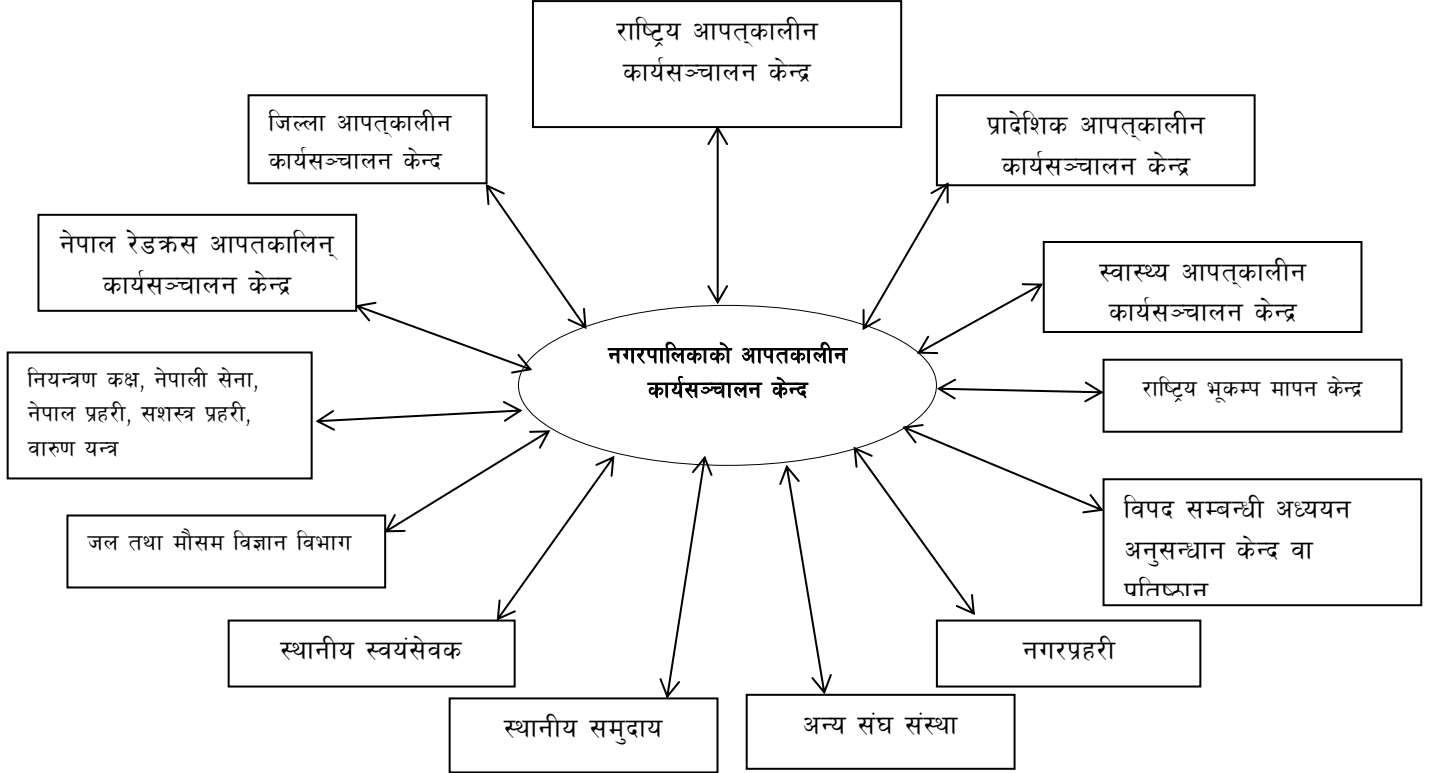 राष्ट्रिय आपत्कालीन
कार्यसञ्चालन केन्द्र
जिल्ला आपत्कालीन
कार्यसञ्चालन केन्द
प्रादेशिक आपत्कालीन
कार्यसञ्चालन केन्द्र
नेपाल रेडक्रस आपतकालिन्
कार्यसञ्चालन केन्द्र
स्वास्थ्य आपत्कालीन
कार्यसञ्चालन केन्द्र
नगरपालिकाको आपतकालीन
कार्यसञ्चालन केन्द
नियन्त्रण कक्ष, नेपाली सेना,
नेपाल प्रहरी, सशस्त्र प्रहरी,
वारुण यन्त्र
राष्ट्रिय भूकम्प मापन केन्द्र
जल तथा मौसम विज्ञान विभाग
विपद सम्बन्धी अध्ययन
अनुसन्धान केन्द वा
स्थानीय स्वयंसेवक
नगरप्रहरी
स्थानीय समुदाय
अन्य संघ संस्था